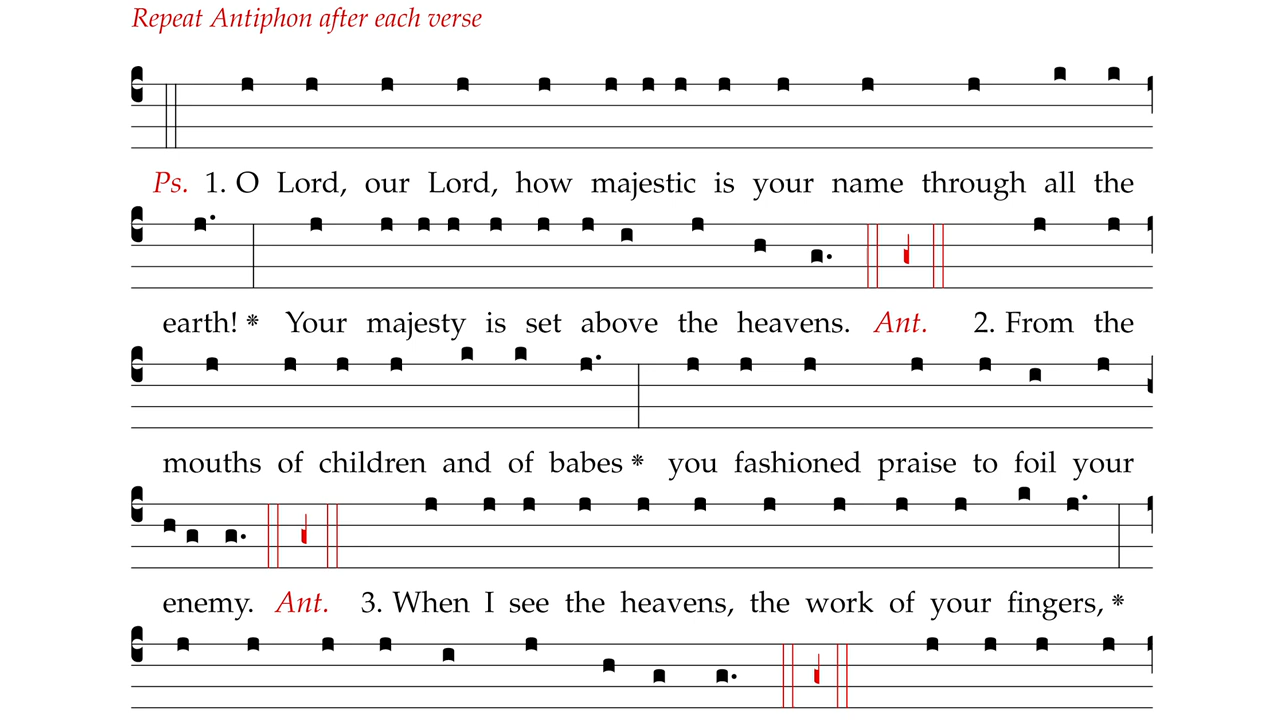 Repeat Antiphon after each verse
j j j j j j j j j j j j k k
Ps. 1. O Lord, our Lord, how majestic is your name through all the
j. j j j j j j j i j h g. j j
earth! * Your majesty is set above the heavens. Ant. 2. From the
j j j j k k j. j j j j j i j
mouths of children and of babes * you fashioned praise to foil your
h g g. j j j j j j j j j j k j.
enemy. Ant. 3. When I see the heavens, the work of your fingers, *
j j j j i j h g g. j j j j